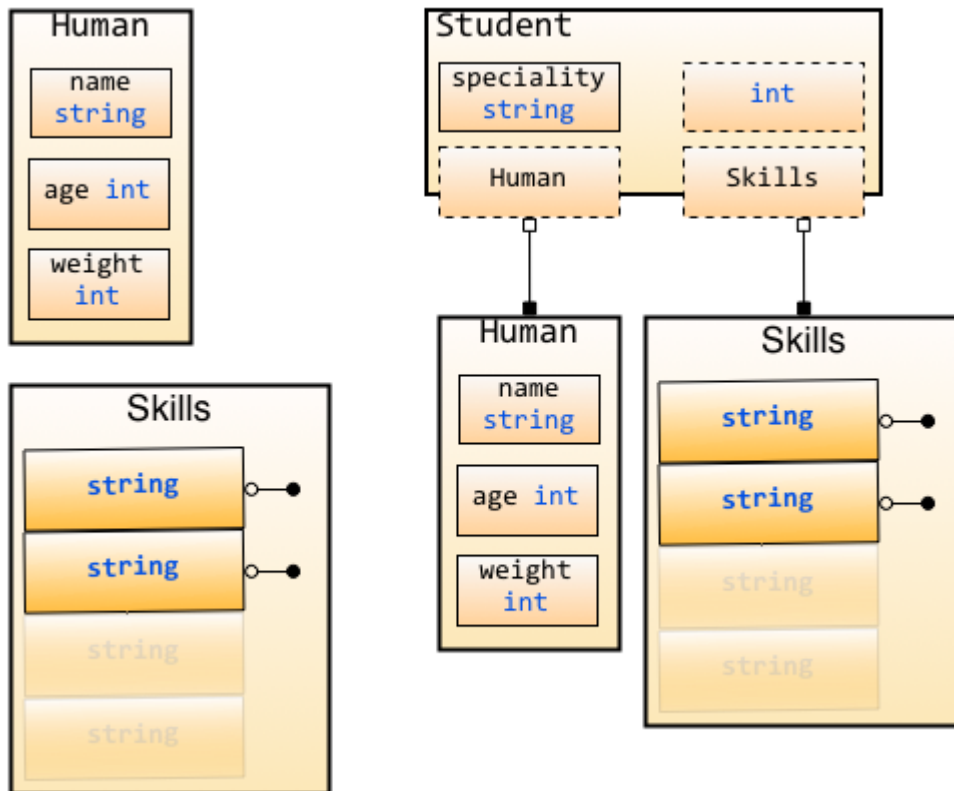 Human
name
string
age int
weight
int
Skills
string
string
string
string
Student
speciality
string
int
Human
Skills
Human
name
string
age int
weight
int
Skills
string
string
string
string